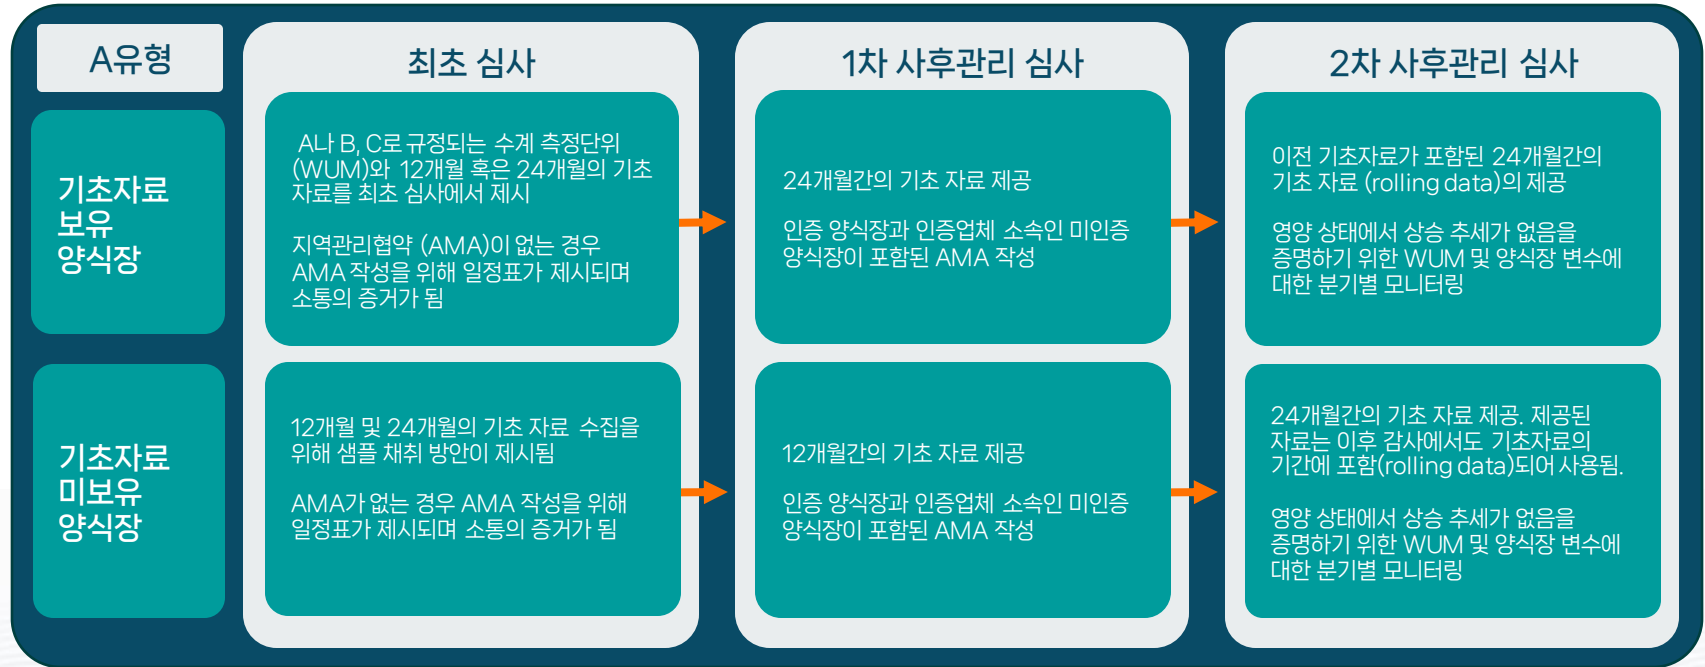 A유형
최초 심사
1차 사후관리 심사
2차 사후관리 심사
기초자료
보유
양식장
A나 B, C로 규정되는 수계 측정단위
(WUM)와 12개월 혹은 24개월의 기초
자료를 최초 심사에서 제시
지역관리협약 (AMA)이 없는 경우
AMA 작성을 위해 일정표가 제시되며
소통의 증거가 됨
24개월간의 기초 자료 제공
인증 양식장과 인증업체 소속인 미인증
양식장이 포함된 AMA 작성
이전 기초자료가 포함된 24개월간의
기초 자료 (rolling data)의 제공
영양 상태에서 상승 추세가 없음을
증명하기 위한 WUM 및 양식장 변수에
대한 분기별 모니터링
기초자료
미보유
양식장
12개월 및 24개월의 기초 자료 수집을
위해 샘플 채취 방안이 제시됨
AMA가 없는 경우 AMA 작성을 위해
일정표가 제시되며 소통의 증거가 됨
12개월간의 기초 자료 제공
인증 양식장과 인증업체 소속인 미인증
양식장이 포함된 AMA 작성
24개월간의 기초 자료 제공. 제공된
자료는 이후 감사에서도 기초자료의
기간에 포함(rolling data)되어 사용됨.
영양 상태에서 상승 추세가 없음을
증명하기 위한 WUM 및 양식장 변수에
대한 분기별 모니터링